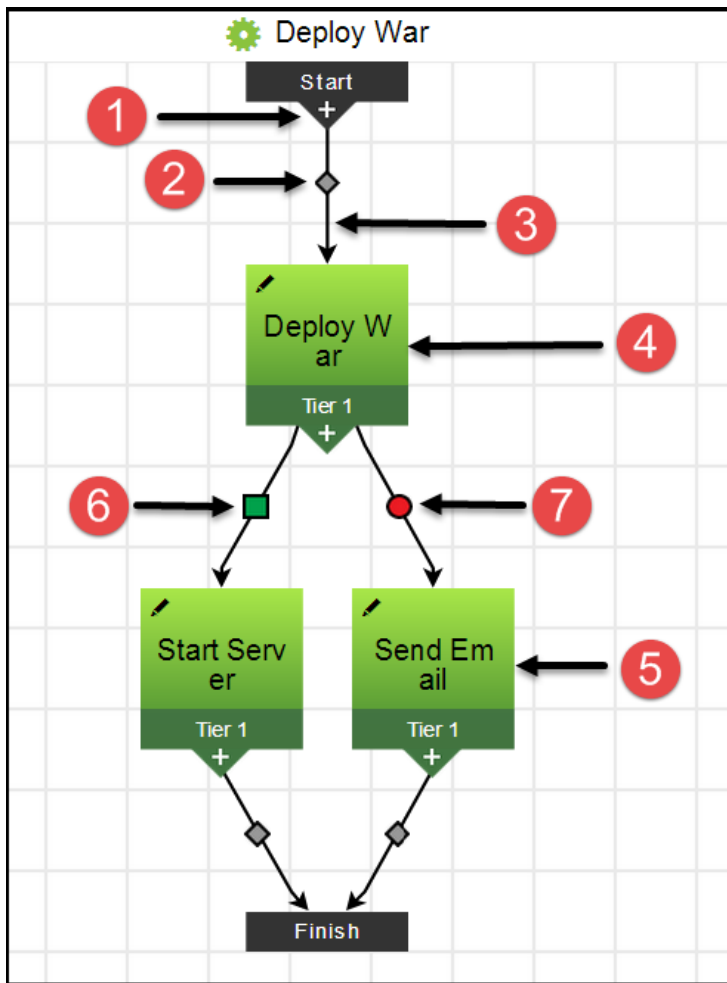 Deploy War
Start
+
1
2
3
Deploy W
ar
4
Tier 1
+
6
7
Start Serv
er
Send Em
ail
5
Tier 1
Tier 1
+
+
Finish